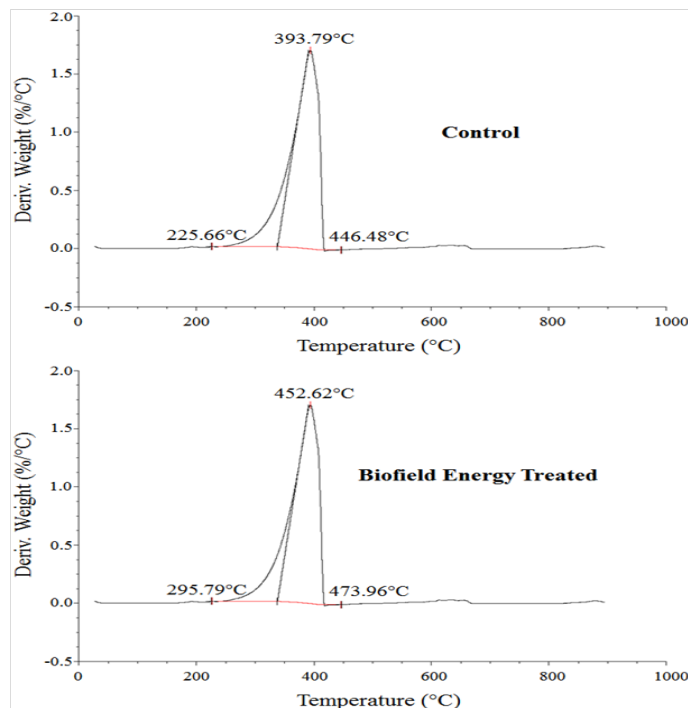 2.0
393.79°C
1.5
Deriv. Weight (%/°C)
1.0
Control
0.5
225.66°C
446.48°C
0.0
-0.5
0
200
400
600
800
1000
Temperature (°C)
2.0
452.62°C
1.5
Deriv. Weight (%/°C)
Biofield Energy Treated
1.0
0.5
295.79°C
473.96°C
0.0
-0.5
0
200
400
600
800
1000
Temperature (°C)